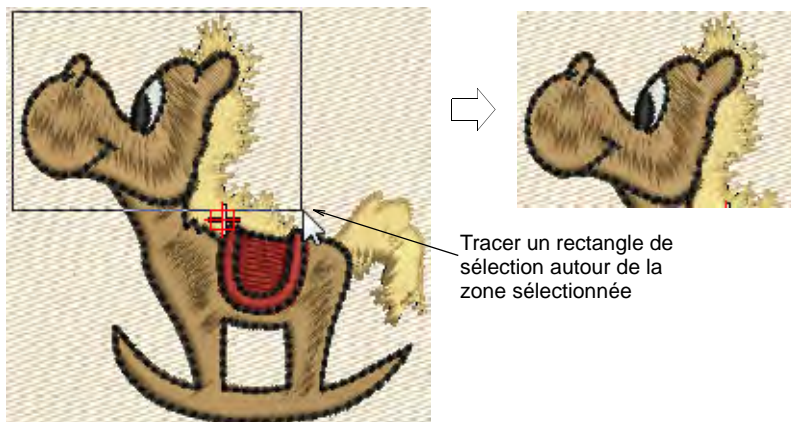 Tracer un rectangle de
sélection autour de la
zone sélectionnée